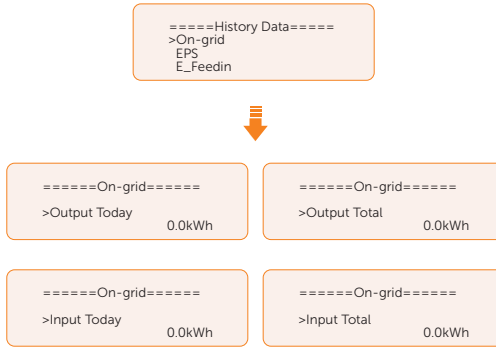 =====History Data=====
>On-grid
EPS
E_Feedin
======On-grid======
>Output Today
0.0kWh
======On-grid======
>Output Total
0.0kWh
======On-grid======
>Input Today
0.0kWh
======On-grid======
>Input Total
0.0kWh